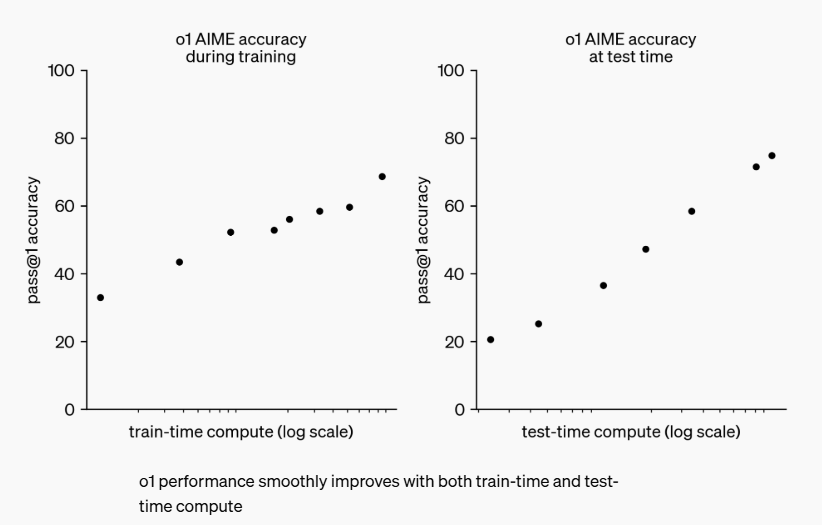 o1 AIME accuracy
during training
100
80
60
40
20
0
pass@1 accuracy
train-time compute (log scale)
o1 AIME accuracy
at test time
100
80
60
40
20
0
pass@1 accuracy
test-time compute (log scale)
o1 performance smoothly improves with both train-time and test-
time compute